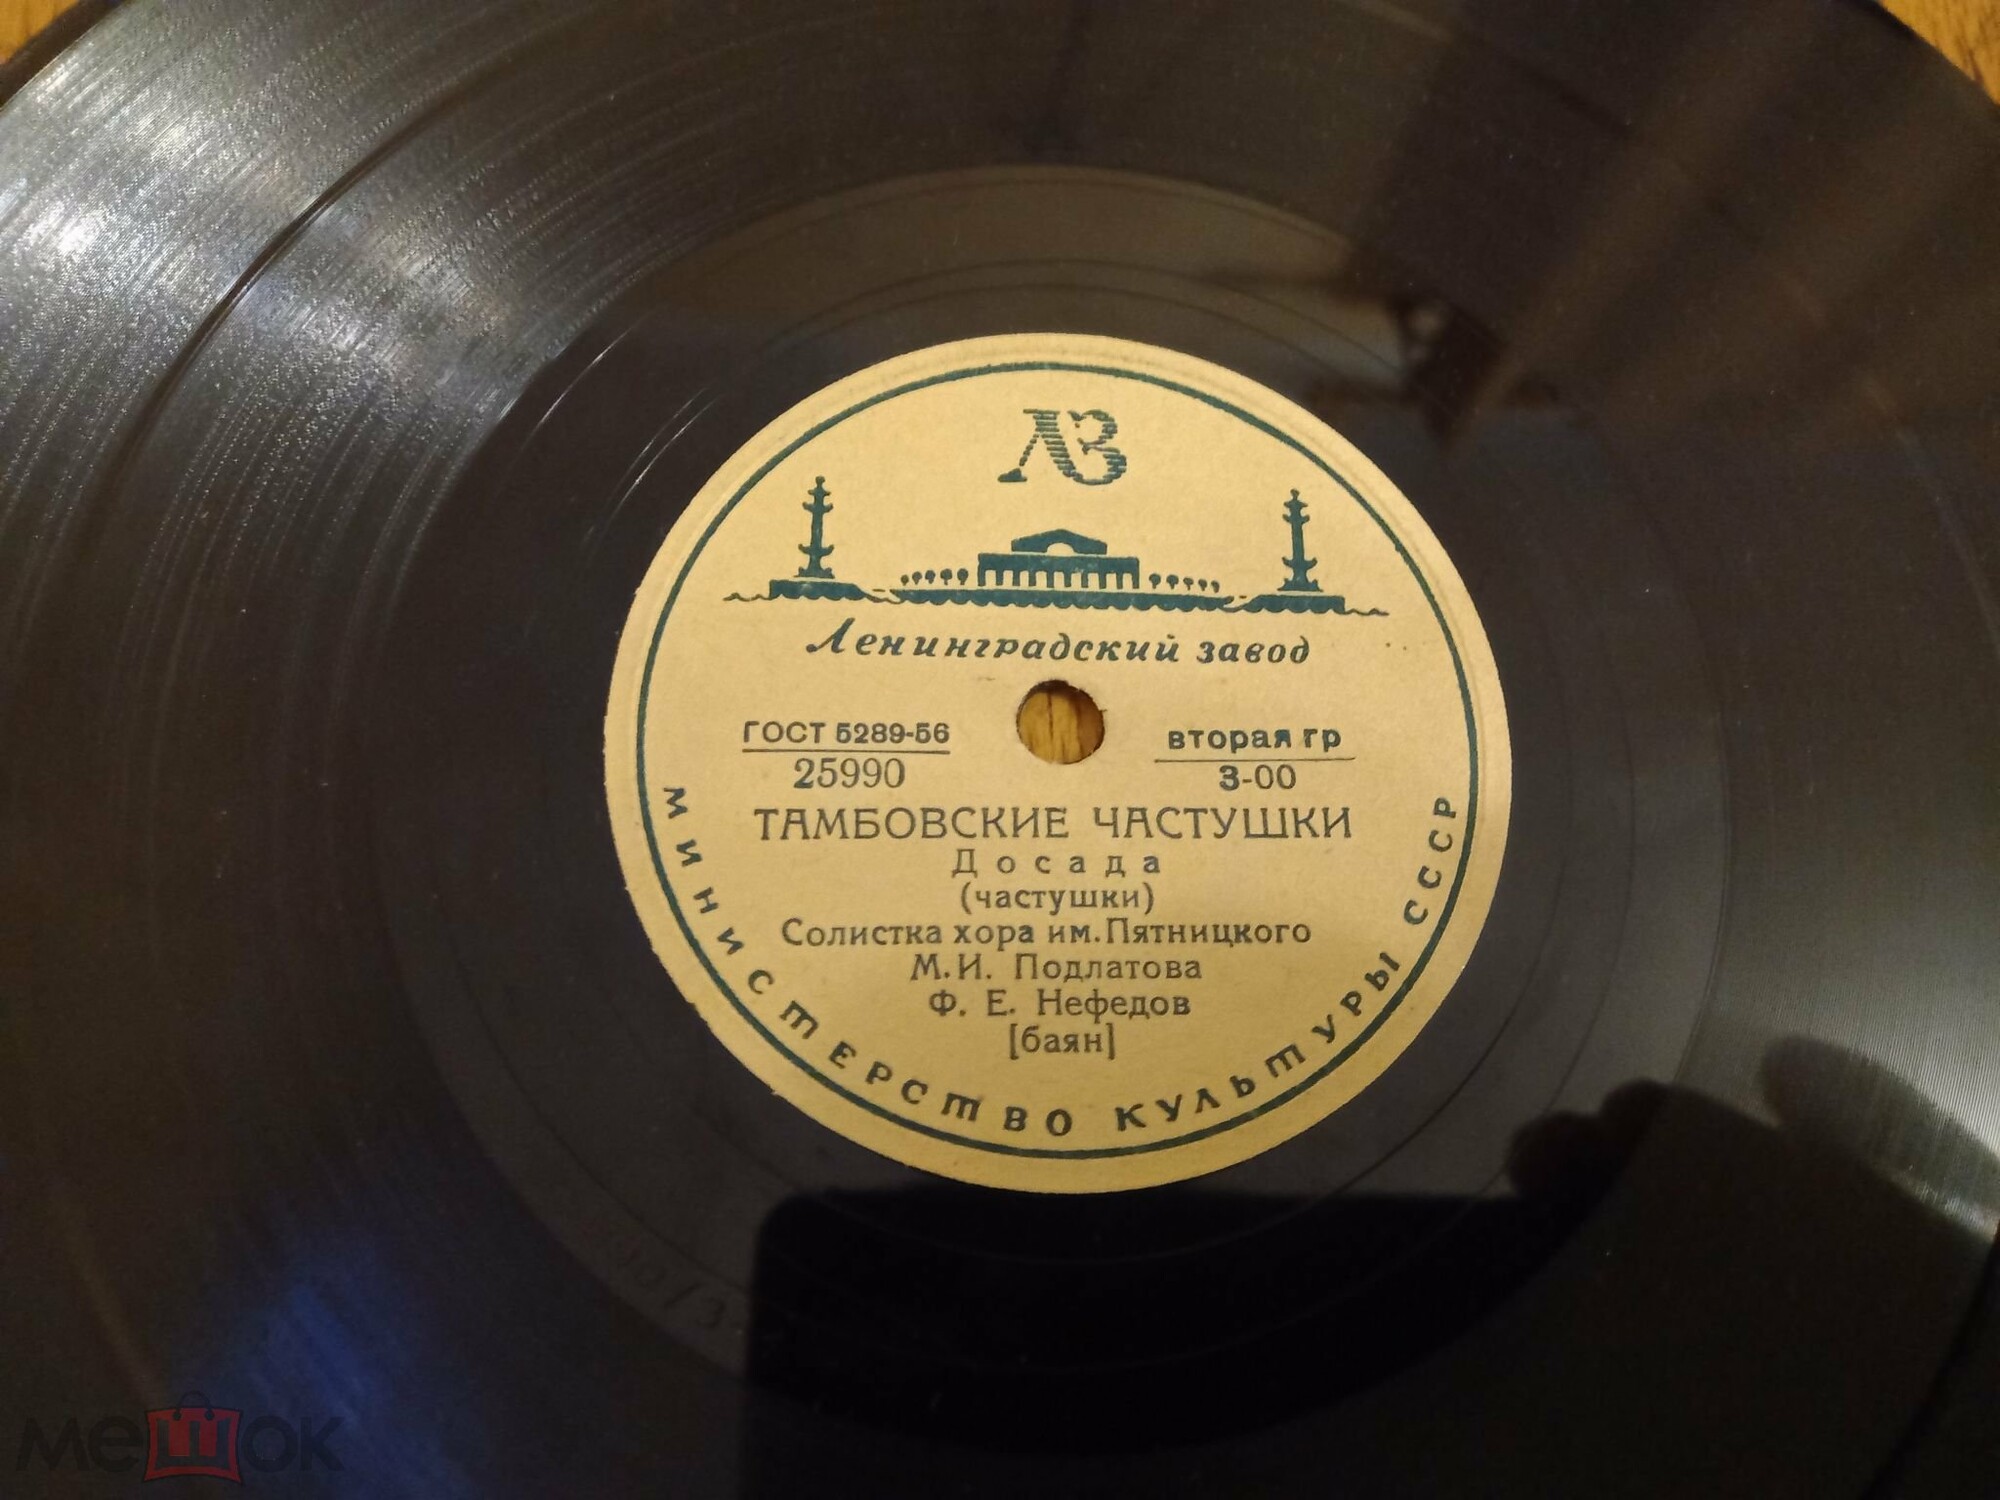 ЛЗ
Ленинградский завод
ГОСТ 5289-56
25990
вторая гр
3-00
ТАМБОВСКИЕ ЧАСТУШКИ
Досада
(частушки)
Солистка хора им.Пятницкого
М.И. Подлатова
Ф. Е. Нефедов
[баян]
МИНИСТЕРСТВО КУЛЬТУРЫ СССР
мешок